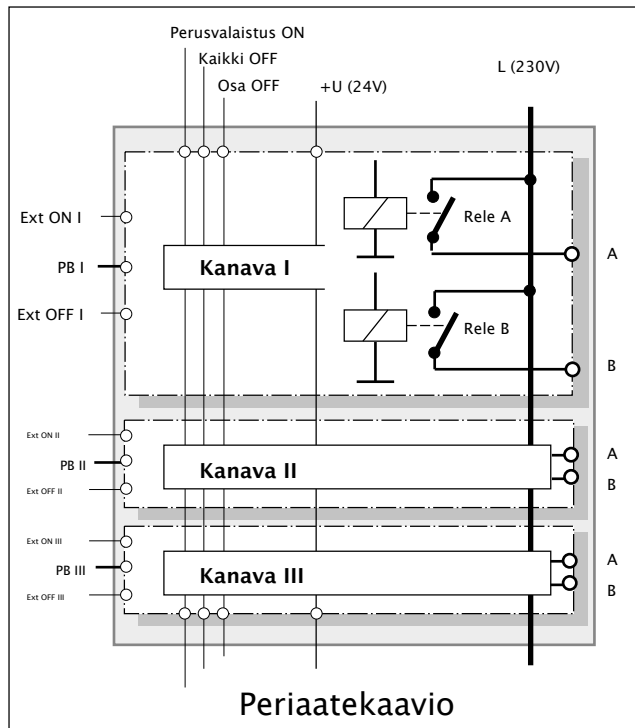 Perusvalaistus ON
Kaikki OFF
Osa OFF
+U (24V)
L (230V)
Ext ON I
PB I
Ext OFF I
Kanava I
Rele A
Rele B
A
B
Ext ON II
PB II
Ext OFF II
Kanava II
A
B
Ext ON III
PB III
Ext OFF III
Kanava III
A
B
Periaatekaavio